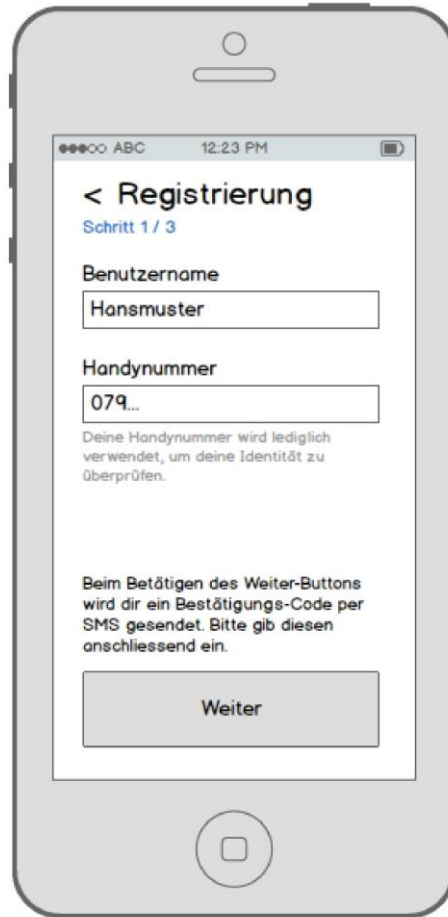 ABC 12:23 PM
< Registrierung
Schritt 1 / 3
Benutzername
Hansmuster
Handynummer
079...
Deine Handynummer wird lediglich
verwendet, um deine Identität zu
überprüfen.
Beim Betätigen des Weiter-Buttons
wird dir ein Bestätigungs-Code per
SMS gesendet. Bitte gib diesen
anschliessend ein.
Weiter